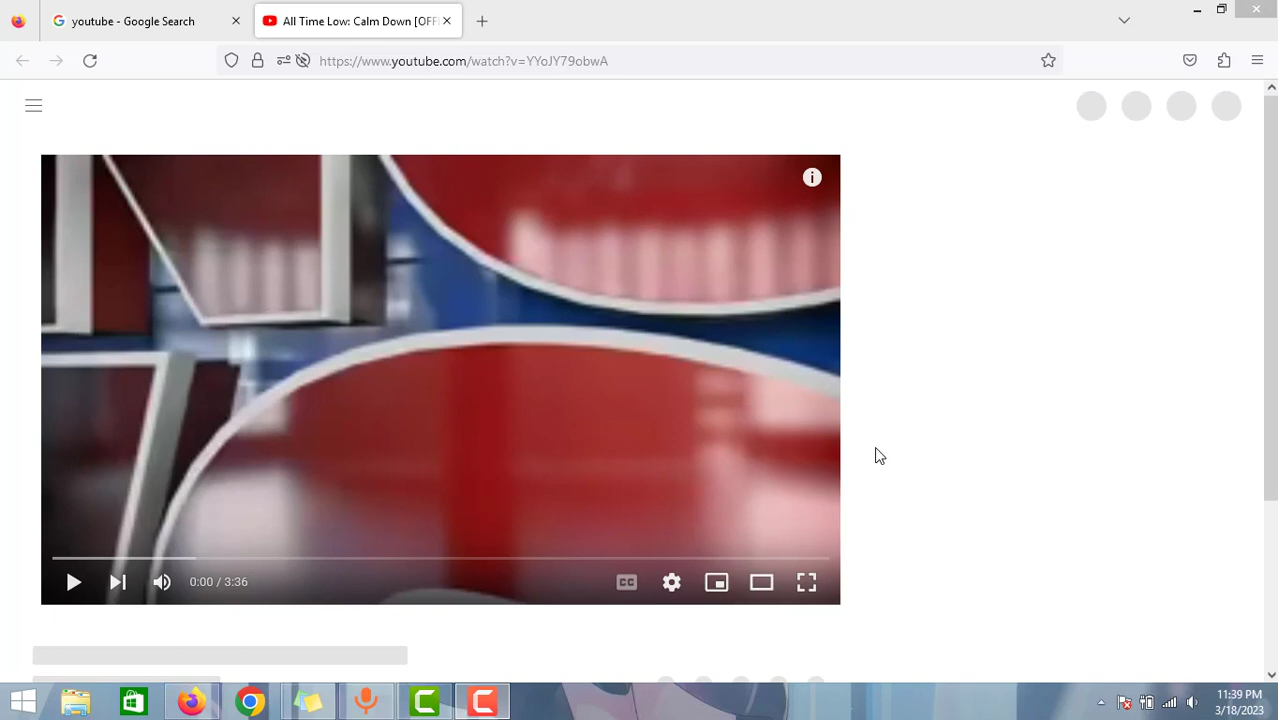 youtube - Google Search
All Time Low: Calm Down [OFF
https://www.youtube.com/watch?v=YYoJY79obwA
0:00 / 3:36
CC
11:39 PM
3/18/2023